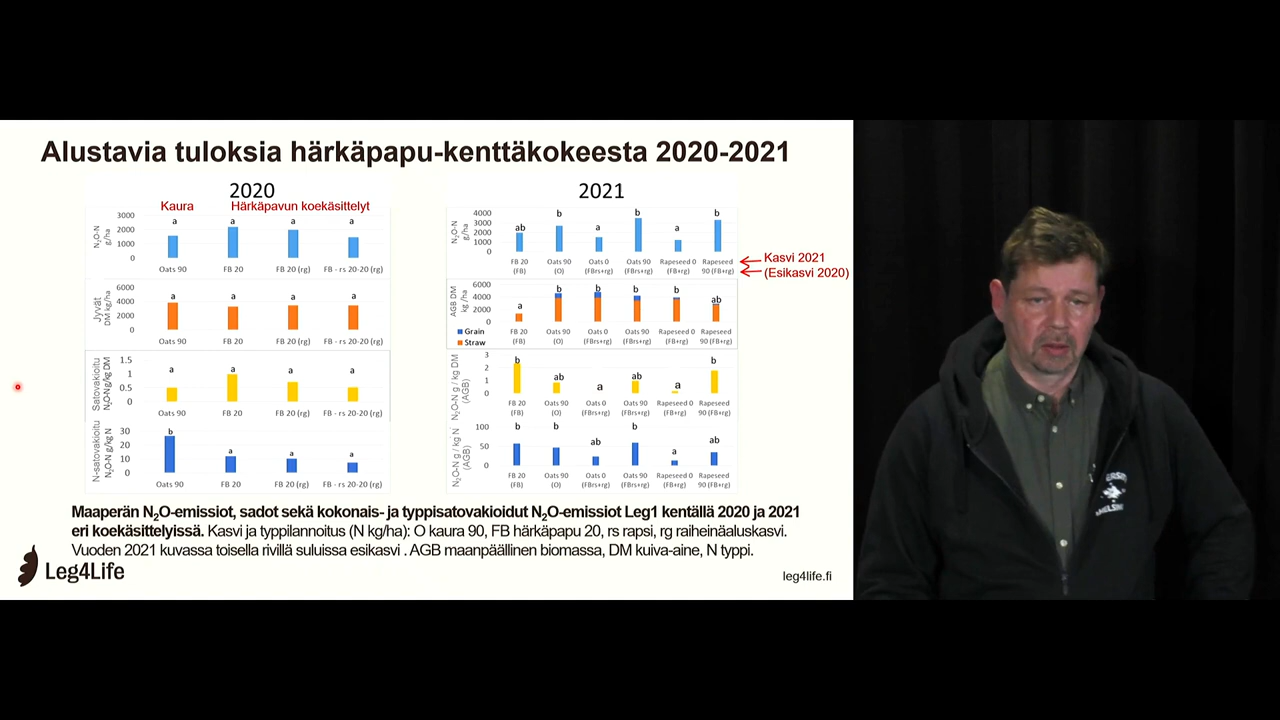 Alustavia tuloksia härkäpapu-kenttäkokeesta 2020-2021
2020
Kaura Härkäpavun koekäsittelyt
N2O-N g/ha
3000
2000
1000
0
a a a a
Oats 90 FB 20 FB 20 (rg) FB - rs 20-20 (rg)
Jyvät DM kg/ha
6000
4000
2000
0
a a a a
Oats 90 FB 20 FB 20 (rg) FB - rs 20-20 (rg)
Satovakioitu N2O-N g/kg DM
1.5
1
0.5
0
a a a a
Oats 90 FB 20 FB 20 (rg) FB - rs 20-20 (rg)
N-satovakioitu N2O-N g/kg N
30
20
10
0
b a a a
Oats 90 FB 20 FB 20 (rg) FB - rs 20-20 (rg)
2021
N2O-N g/ha
4000
3000
2000
1000
0
ab b a b a b
FB 20 Oats 90 Oats 0 Oats 90 Rapeseed 0 Rapeseed
(FB) (O) (FBrs+rg) (FBrs+rg) (FB+rg) 90 (FB+rg)
Kasvi 2021
(Esikasvi 2020)
AGB DM kg/ha
6000
4000
2000
0
a b b b b ab
Grain
Straw
FB 20 Oats 90 Oats 0 Oats 90 Rapeseed 0 Rapeseed
(FB) (O) (FBrs+rg) (FBrs+rg) (FB+rg) 90 (FB+rg)
N2O-N g / kg DM (AGB)
3
2
1
0
b ab a ab a b
FB 20 Oats 90 Oats 0 Oats 90 Rapeseed 0 Rapeseed
(FB) (O) (FBrs+rg) (FBrs+rg) (FB+rg) 90 (FB+rg)
N2O-N g / kg N (AGB)
100
50
0
b b ab b a ab
FB 20 Oats 90 Oats 0 Oats 90 Rapeseed 0 Rapeseed
(FB) (O) (FBrs+rg) (FBrs+rg) (FB+rg) 90 (FB+rg)
Maaperän N2O-emissiot, sadot sekä kokonais- ja typpisatovakioidut N2O-emissiot Leg1 kentällä 2020 ja 2021
eri koekäsittelyissä. Kasvi ja typpilannoitus (N kg/ha): O kaura 90, FB härkäpapu 20, rs rapsi, rg raiheinäaluskasvi.
Vuoden 2021 kuvassa toisella rivillä suluissa esikasvi . AGB maanpäällinen biomassa, DM kuiva-aine, N typpi.
Leg4Life
leg4life.fi